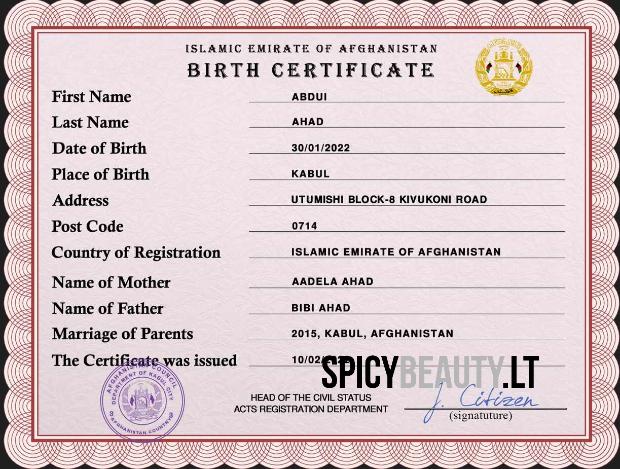 ISLAMIC EMIRATE OF AFGHANISTAN
BIRTH CERTIFICATE
First Name ABDUI
Last Name AHAD
Date of Birth 30/01/2022
Place of Birth KABUL
Address UTUMISHI BLOCK-8 KIVUKONI ROAD
Post Code 0714
Country of Registration ISLAMIC EMIRATE OF AFGHANISTAN
Name of Mother AADELA AHAD
Name of Father BIBI AHAD
Marriage of Parents 2015, KABUL, AFGHANISTAN
The Certificate was issued 10/02/
SPICYBEAUTY.LT
AFGHANISTAN COUNCIL
DEPARTMENT OF KABUL CITY
AFGHANISTAN COUNTRY
HEAD OF THE CIVIL STATUS
ACTS REGISTRATION DEPARTMENT
J. Citizen
(signatuture)